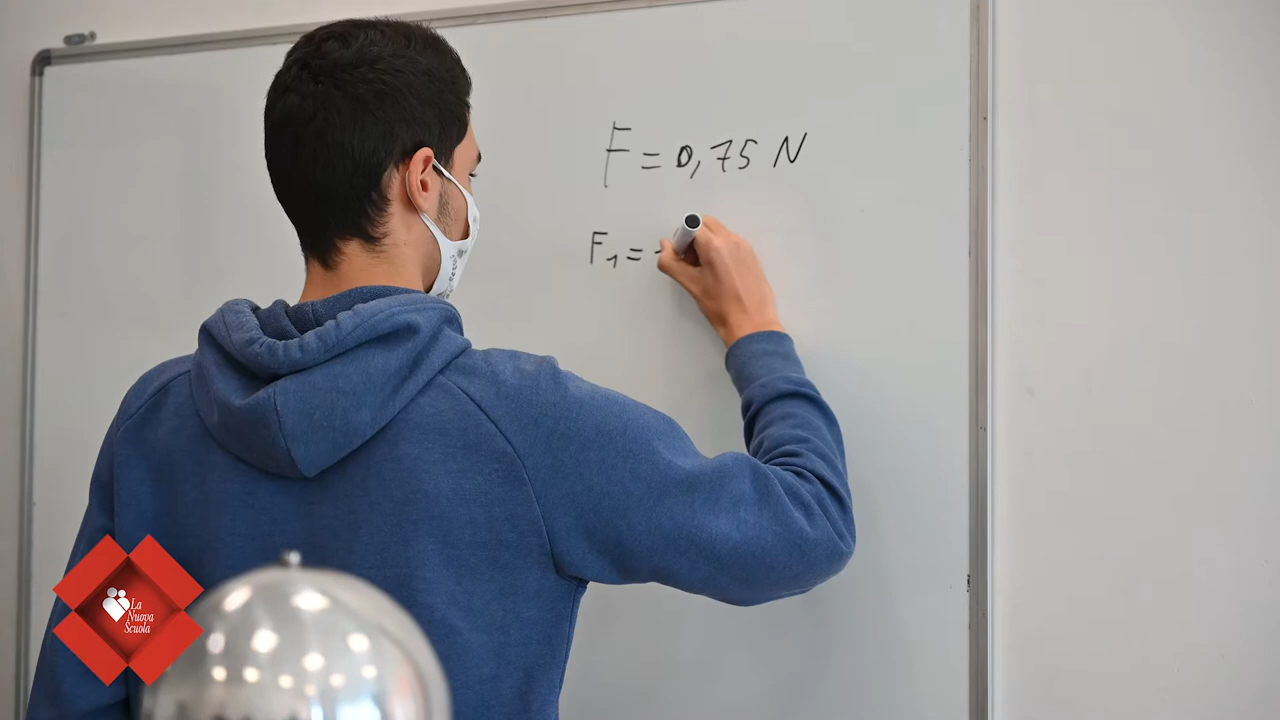 F = 0,75 N
F₁ =
La
Nuova
Scuola